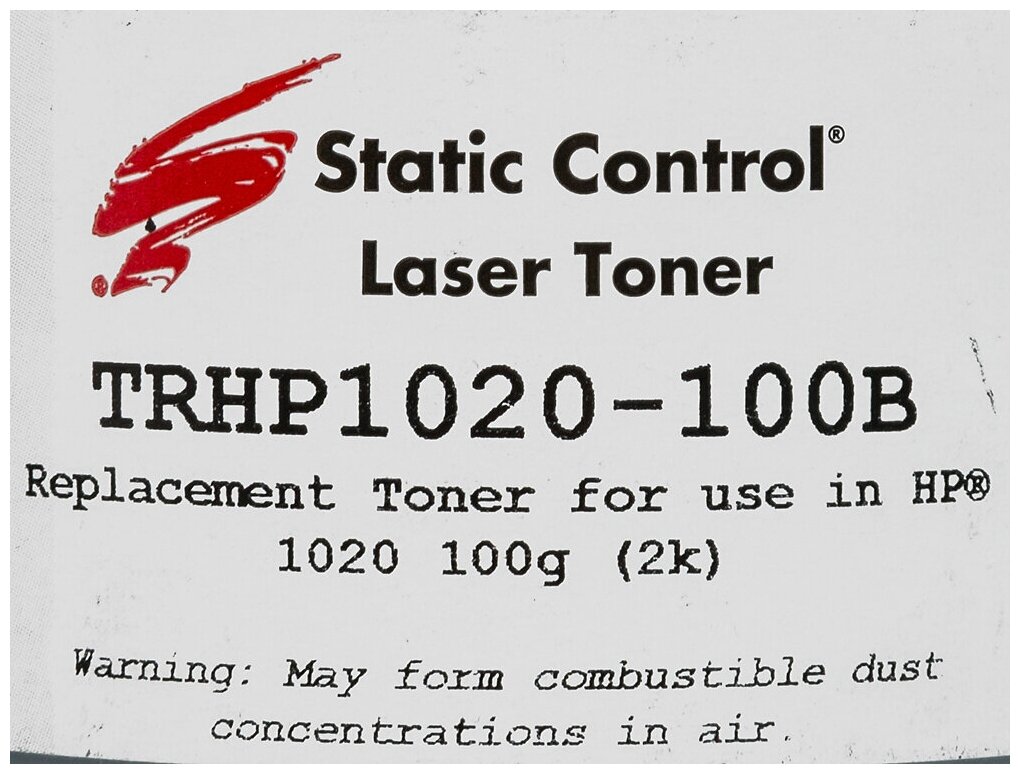 Static Control®
Laser Toner
TRHP1020-100B
Replacement Toner for use in HP®
1020 100g (2k)
Warning: May form combustible dust
concentrations in air.